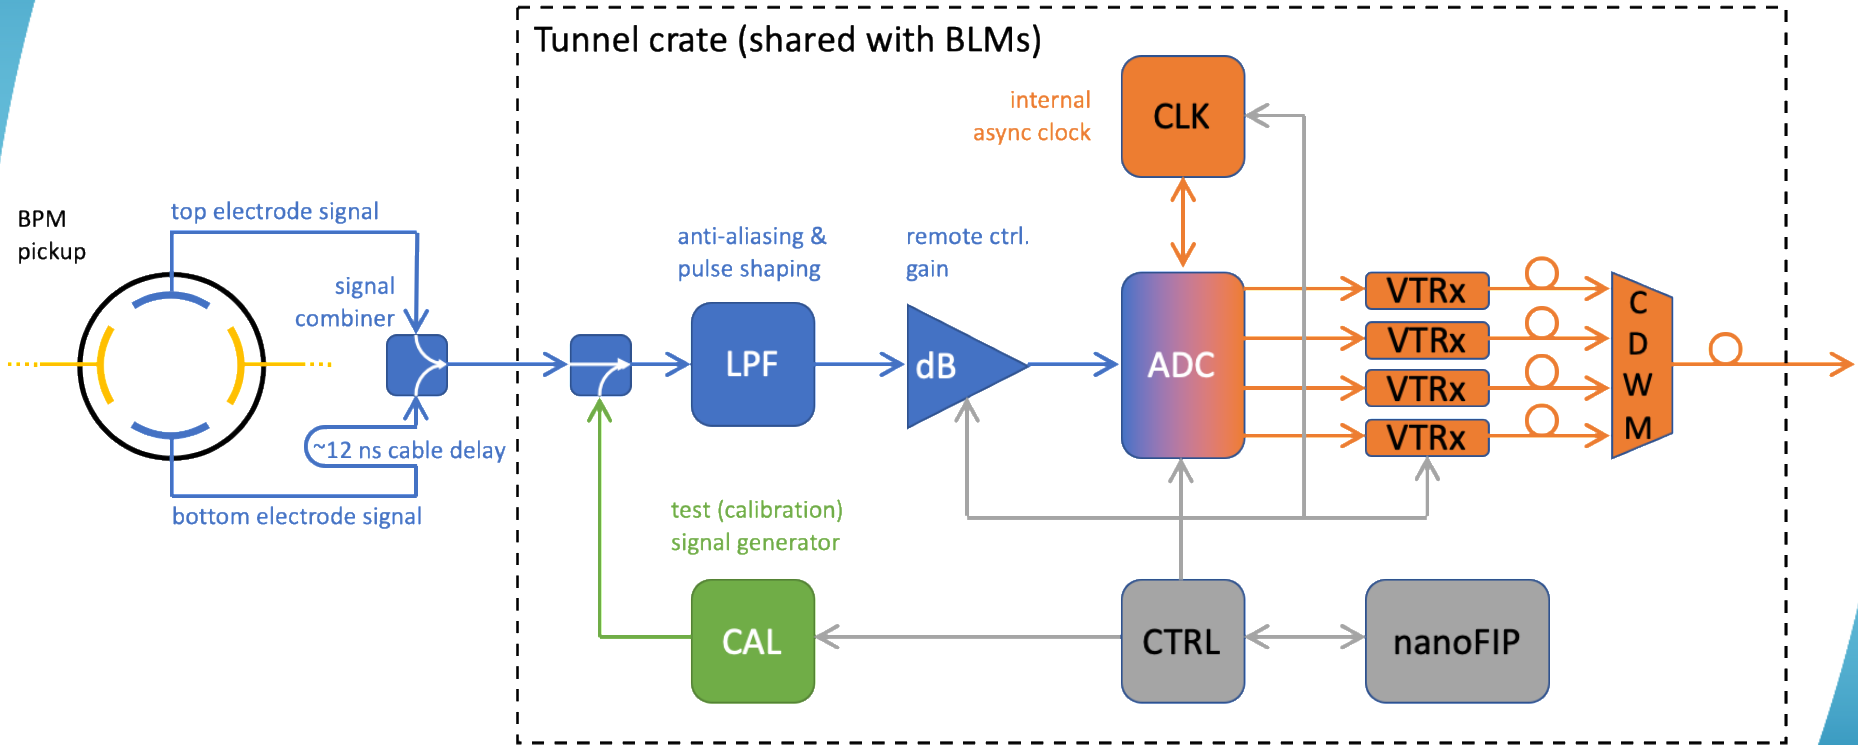 Tunnel crate (shared with BLMs)
internal
async clock
CLK
BPM
pickup
top electrode signal
signal
combiner
~12 ns cable delay
bottom electrode signal
anti-aliasing &
pulse shaping
remote ctrl.
gain
LPF
dB
ADC
VTRx
VTRx
VTRx
VTRx
C
D
W
M
test (calibration)
signal generator
CAL
CTRL
nanoFIP